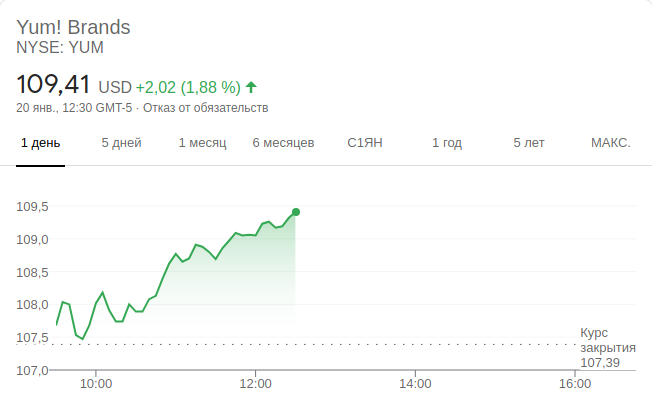 Yum! Brands
NYSE: YUM
109,41 USD +2,02 (1,88 %)
20 янв., 12:30 GMT-5 · Отказ от обязательств
1 день 5 дней 1 месяц 6 месяцев С1ЯН 1 год 5 лет МАКС.
109,5
109,0
108,5
108,0
107,5
107,0
Курс
закрытия
107,39
10:00 12:00 14:00 16:00